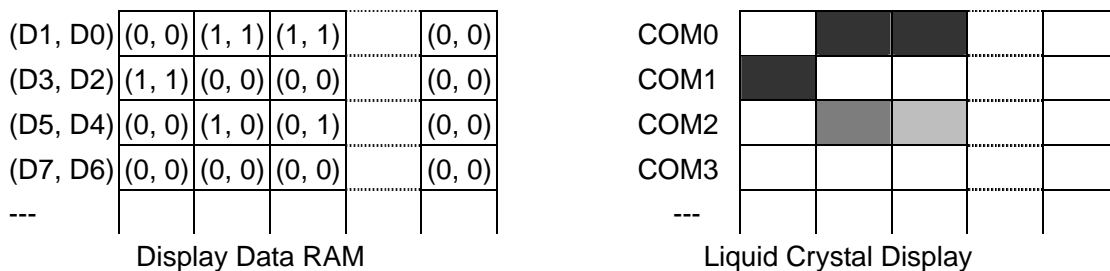 (D1, D0) (0, 0) (1, 1) (1, 1) (0, 0) COM0
(D3, D2) (1, 1) (0, 0) (0, 0) (0, 0) COM1
(D5, D4) (0, 0) (1, 0) (0, 1) (0, 0) COM2
(D7, D6) (0, 0) (0, 0) (0, 0) (0, 0) COM3
--- ---
Display Data RAM Liquid Crystal Display